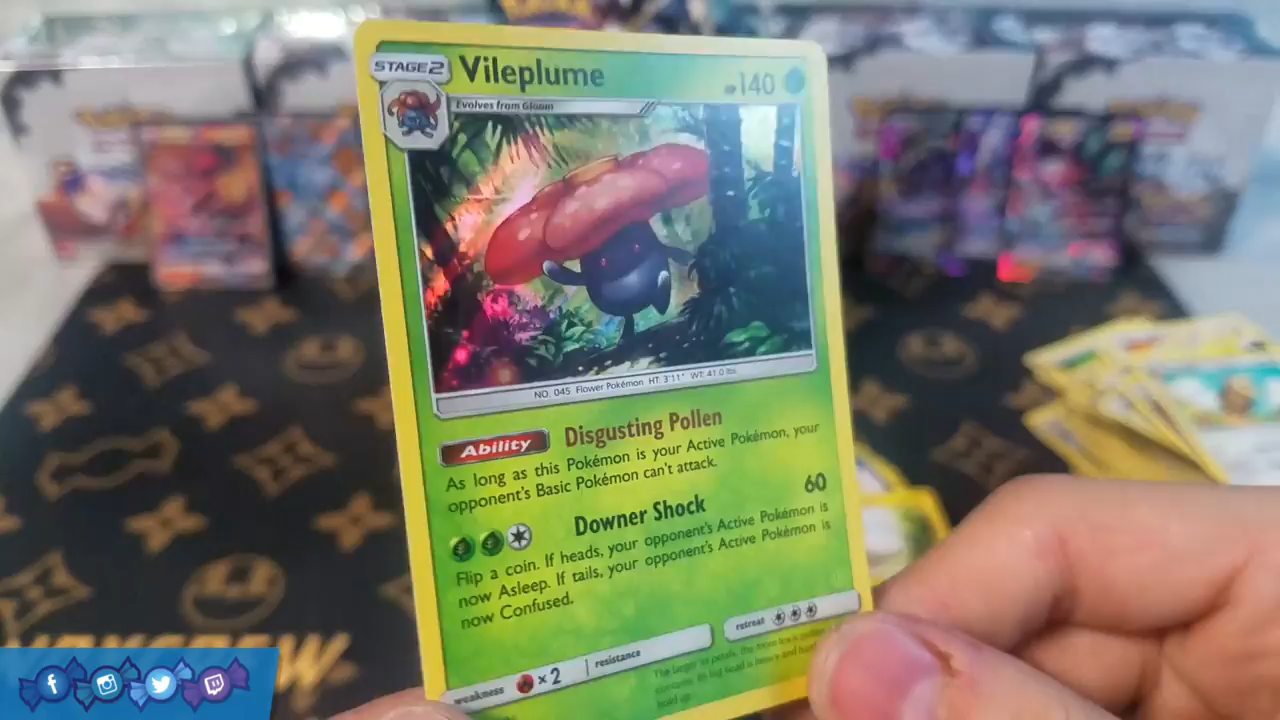 STAGE2 Vileplume HP 140
Evolves from Gloom
NO. 045 Flower Pokémon HT: 3'11" WT: 41.0 lbs
Ability Disgusting Pollen
As long as this Pokémon is your Active Pokémon, your
opponent's Basic Pokémon can't attack.
Downer Shock 60
Flip a coin. If heads, your opponent's Active Pokémon is
now Asleep. If tails, your opponent's Active Pokémon is
now Confused.
weakness ×2 resistance retreat
hold up.